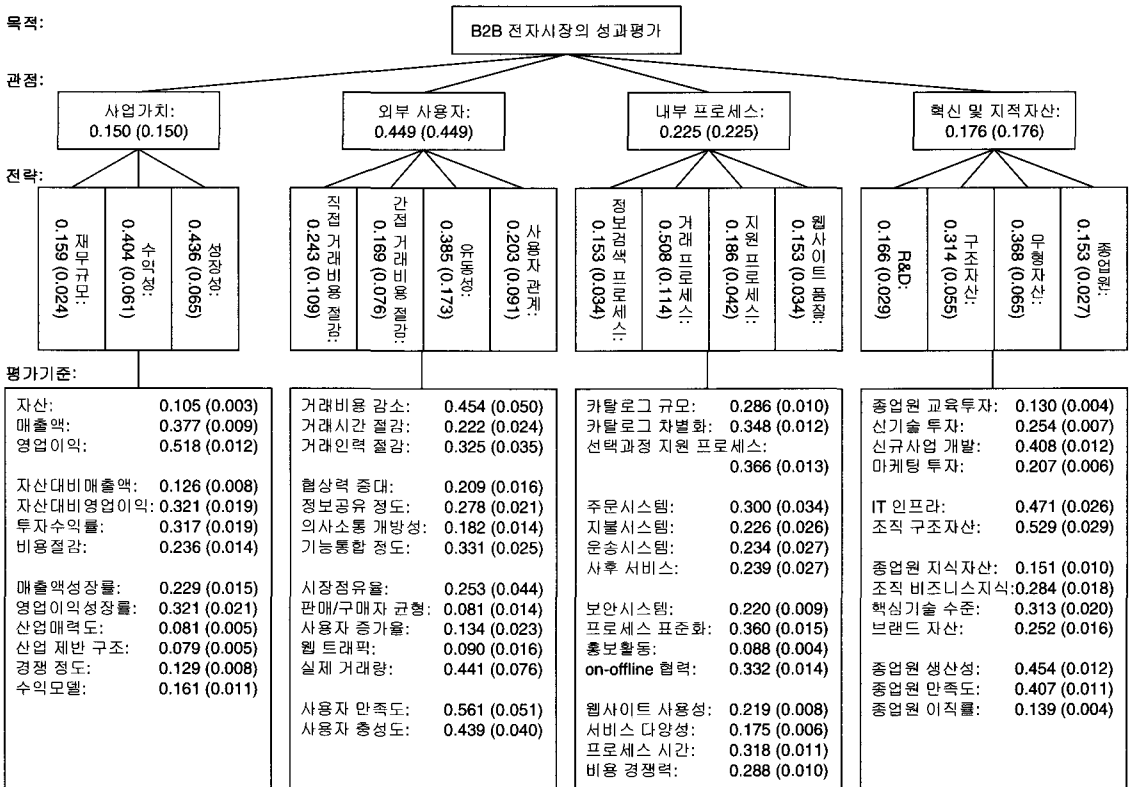 목적:
B2B 전자시장의 성과평가
관점:
사업가치:
0.150 (0.150)
외부 사용자:
0.449 (0.449)
내부 프로세스:
0.225 (0.225)
혁신 및 지적자산:
0.176 (0.176)
전략:
재무규모:
0.159 (0.024)
수익성:
0.404 (0.061)
성장성:
0.436 (0.065)
직접 거래비용 절감:
0.243 (0.109)
간접 거래비용 절감:
0.169 (0.076)
유동성:
0.385 (0.173)
사용자 관계:
0.203 (0.091)
정보검색 프로세스:
0.153 (0.034)
거래 프로세스:
0.508 (0.114)
지원 프로세스:
0.186 (0.042)
웹사이트 품질:
0.153 (0.034)
R&D:
0.166 (0.029)
구조자산:
0.314 (0.055)
무형자산:
0.368 (0.065)
종업원:
0.153 (0.027)
평가기준:
자산: 0.105 (0.003)
매출액: 0.377 (0.009)
영업이익: 0.518 (0.012)
자산대비매출액: 0.126 (0.008)
자산대비영업이익: 0.321 (0.019)
투자수익률: 0.317 (0.019)
비용절감: 0.236 (0.014)
매출액성장률: 0.229 (0.015)
영업이익성장률: 0.321 (0.021)
산업매력도: 0.081 (0.005)
산업 제반 구조: 0.079 (0.005)
경쟁 정도: 0.129 (0.008)
수익모델: 0.161 (0.011)
거래비용 감소: 0.454 (0.050)
거래시간 절감: 0.222 (0.024)
거래인력 절감: 0.325 (0.035)
협상력 증대: 0.209 (0.016)
정보공유 정도: 0.278 (0.021)
의사소통 개방성: 0.182 (0.014)
기능통합 정도: 0.331 (0.025)
시장점유율: 0.253 (0.044)
판매/구매자 균형: 0.081 (0.014)
사용자 증가율: 0.134 (0.023)
웹 트래픽: 0.090 (0.016)
실제 거래량: 0.441 (0.076)
사용자 만족도: 0.561 (0.051)
사용자 충성도: 0.439 (0.040)
카탈로그 규모: 0.286 (0.010)
카탈로그 차별화: 0.348 (0.012)
선택과정 지원 프로세스:
0.366 (0.013)
주문시스템: 0.300 (0.034)
지불시스템: 0.226 (0.026)
운송시스템: 0.234 (0.027)
사후 서비스: 0.239 (0.027)
보안시스템: 0.220 (0.009)
프로세스 표준화: 0.360 (0.015)
홍보활동: 0.088 (0.004)
on-offline 협력: 0.332 (0.014)
웹사이트 사용성: 0.219 (0.008)
서비스 다양성: 0.175 (0.006)
프로세스 시간: 0.318 (0.011)
비용 경쟁력: 0.288 (0.010)
종업원 교육투자: 0.130 (0.004)
신기술 투자: 0.254 (0.007)
신규사업 개발: 0.408 (0.012)
마케팅 투자: 0.207 (0.006)
IT 인프라: 0.471 (0.026)
조직 구조자산: 0.529 (0.029)
종업원 지식자산: 0.151 (0.010)
조직 비즈니스지식: 0.284 (0.018)
핵심기술 수준: 0.313 (0.020)
브랜드 자산: 0.252 (0.016)
종업원 생산성: 0.454 (0.012)
종업원 만족도: 0.407 (0.011)
종업원 이직률: 0.139 (0.004)